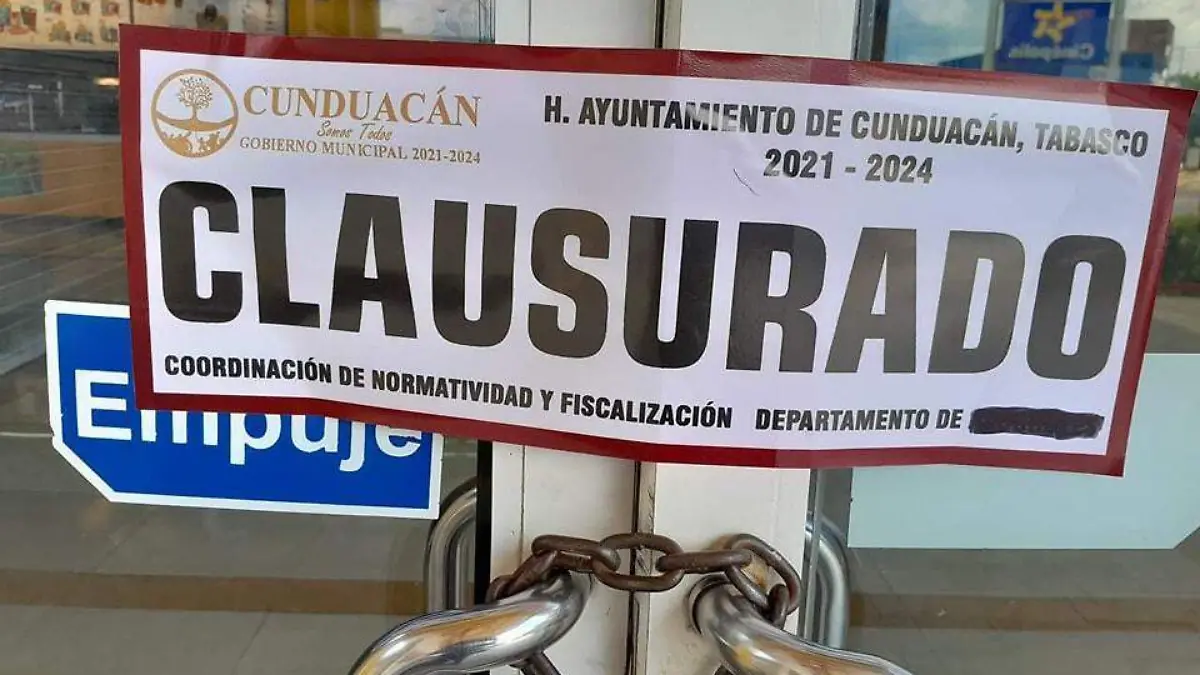 CUNDUACÁN
Somos Todos
GOBIERNO MUNICIPAL 2021-2024
H. AYUNTAMIENTO DE CUNDUACÁN, TABASCO
2021 - 2024
CLAUSURADO
COORDINACIÓN DE NORMATIVIDAD Y FISCALIZACIÓN DEPARTAMENTO DE
Empuje
Cinépolis